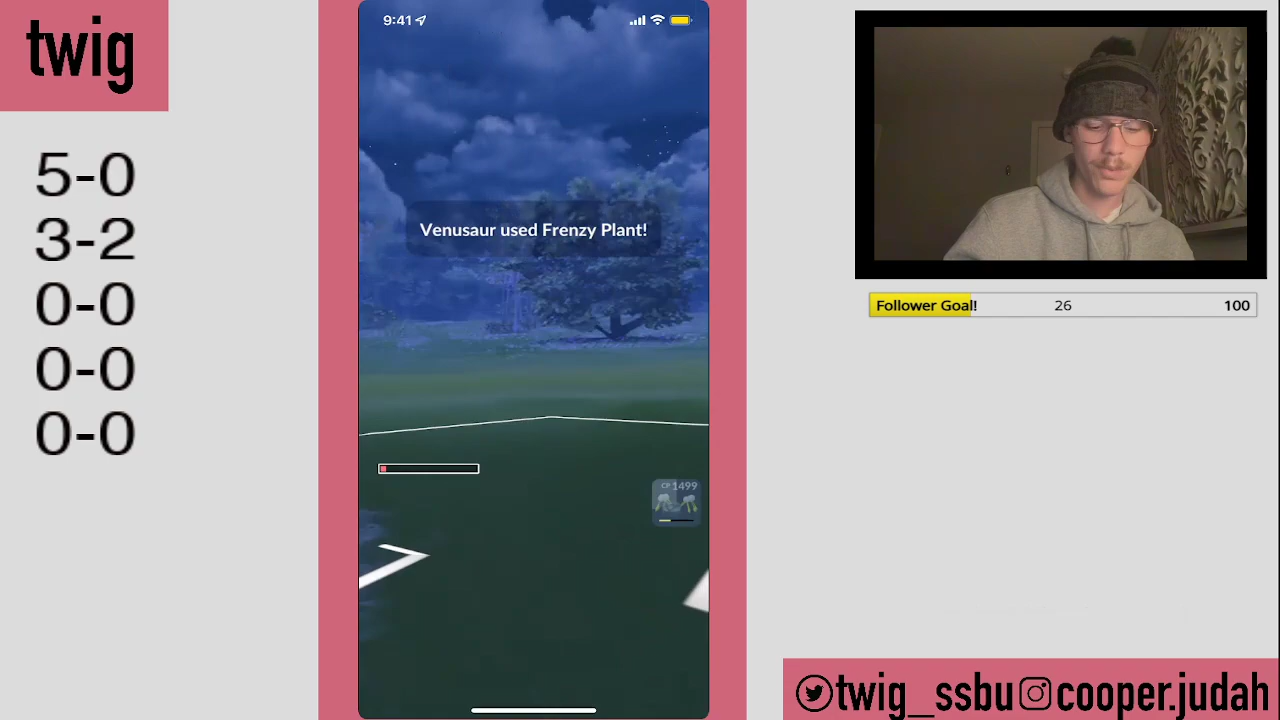 twig
5-0
3-2
0-0
0-0
0-0
9:41
Venusaur used Frenzy Plant!
CP 1499
Follower Goal! 26 100
twig_ssbu cooper.judah